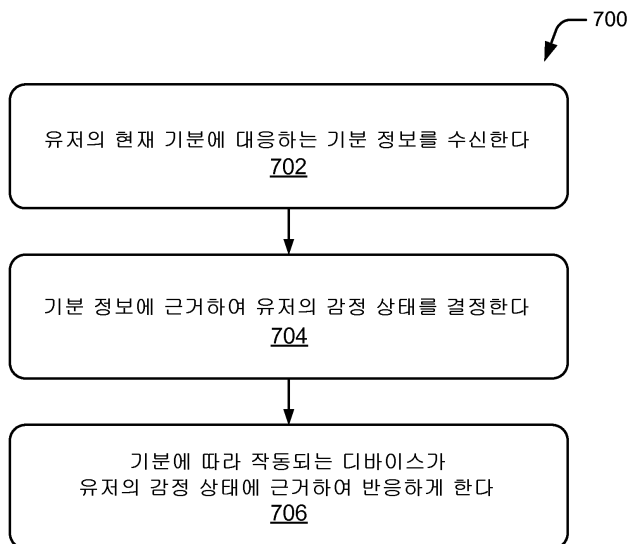 700
유저의 현재 기분에 대응하는 기분 정보를 수신한다
702
기분 정보에 근거하여 유저의 감정 상태를 결정한다
704
기분에 따라 작동되는 디바이스가
유저의 감정 상태에 근거하여 반응하게 한다
706